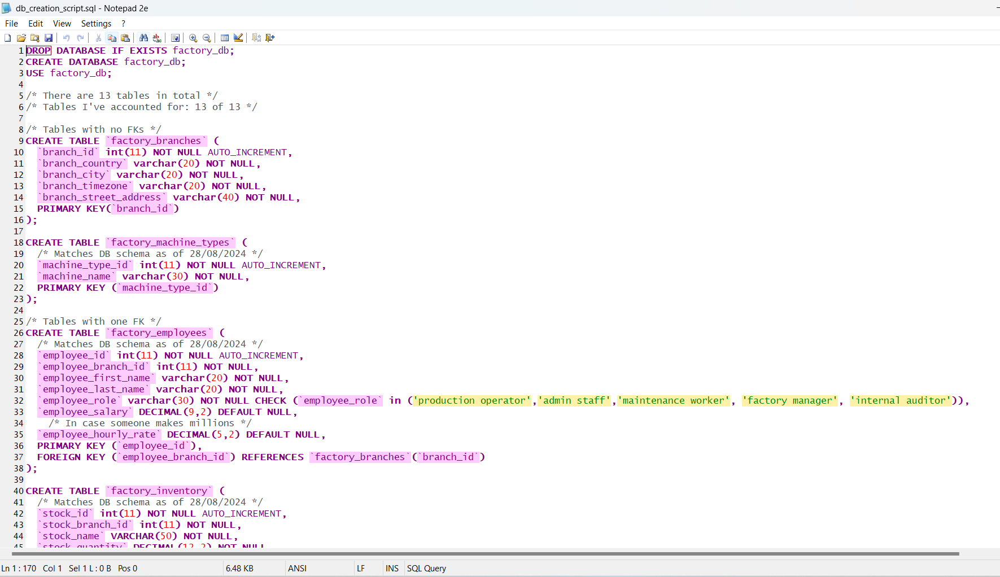 db_creation_script.sql - Notepad 2e
File Edit View Settings ?
1 DROP DATABASE IF EXISTS factory_db;
2 CREATE DATABASE factory_db;
3 USE factory_db;
4
5 /* There are 13 tables in total */
6 /* Tables I've accounted for: 13 of 13 */
7
8 /* Tables with no FKs */
9 CREATE TABLE `factory_branches` (
10 `branch_id` int(11) NOT NULL AUTO_INCREMENT,
11 `branch_country` varchar(20) NOT NULL,
12 `branch_city` varchar(20) NOT NULL,
13 `branch_timezone` varchar(20) NOT NULL,
14 `branch_street_address` varchar(40) NOT NULL,
15 PRIMARY KEY(`branch_id`)
16 );
17
18 CREATE TABLE `factory_machine_types` (
19 /* Matches DB schema as of 28/08/2024 */
20 `machine_type_id` int(11) NOT NULL AUTO_INCREMENT,
21 `machine_name` varchar(30) NOT NULL,
22 PRIMARY KEY (`machine_type_id`)
23 );
24
25 /* Tables with one FK */
26 CREATE TABLE `factory_employees` (
27 /* Matches DB schema as of 28/08/2024 */
28 `employee_id` int(11) NOT NULL AUTO_INCREMENT,
29 `employee_branch_id` int(11) NOT NULL,
30 `employee_first_name` varchar(20) NOT NULL,
31 `employee_last_name` varchar(20) NOT NULL,
32 `employee_role` varchar(30) NOT NULL CHECK (`employee_role` in ('production operator','admin staff','maintenance worker', 'factory manager', 'internal auditor')),
33 `employee_salary` DECIMAL(9,2) DEFAULT NULL,
34 /* In case someone makes millions */
35 `employee_hourly_rate` DECIMAL(5,2) DEFAULT NULL,
36 PRIMARY KEY (`employee_id`),
37 FOREIGN KEY (`employee_branch_id`) REFERENCES `factory_branches`(`branch_id`)
38 );
39
40 CREATE TABLE `factory_inventory` (
41 /* Matches DB schema as of 28/08/2024 */
42 `stock_id` int(11) NOT NULL AUTO_INCREMENT,
43 `stock_branch_id` int(11) NOT NULL,
44 `stock_name` VARCHAR(50) NOT NULL,
45 `stock_quantity` DECIMAL(12,2) NOT NULL
Ln 1 : 170 Col 1 Sel 1 L : 0 B Pos 0 6.48 KB ANSI LF INS SQL Query